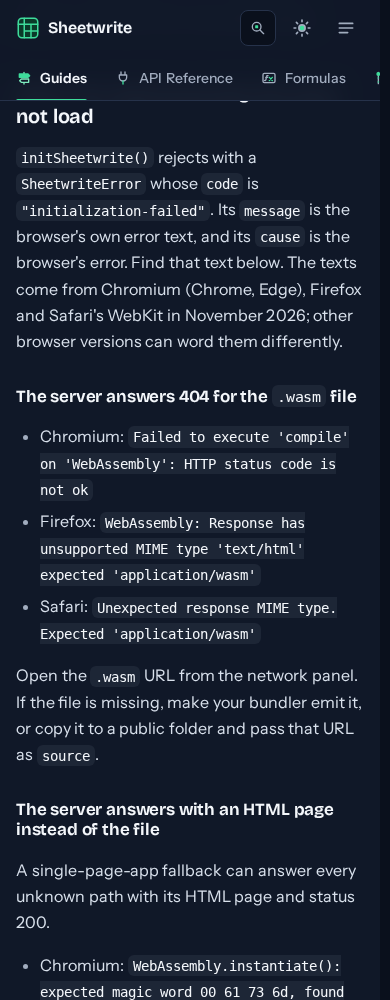 Sheetwrite
Guides
API Reference
Formulas
not load
initSheetwrite() rejects with a
SheetwriteError whose code is
"initialization-failed". Its message is the
browser's own error text, and its cause is the
browser's error. Find that text below. The texts
come from Chromium (Chrome, Edge), Firefox
and Safari's WebKit in November 2026; other
browser versions can word them differently.
The server answers 404 for the .wasm file
Chromium: Failed to execute 'compile'
on 'WebAssembly': HTTP status code is
not ok
Firefox: WebAssembly: Response has
unsupported MIME type 'text/html'
expected 'application/wasm'
Safari: Unexpected response MIME type.
Expected 'application/wasm'
Open the .wasm URL from the network panel.
If the file is missing, make your bundler emit it,
or copy it to a public folder and pass that URL
as source.
The server answers with an HTML page
instead of the file
A single-page-app fallback can answer every
unknown path with its HTML page and status
200.
Chromium: WebAssembly.instantiate():
expected magic word 00 61 73 6d, found